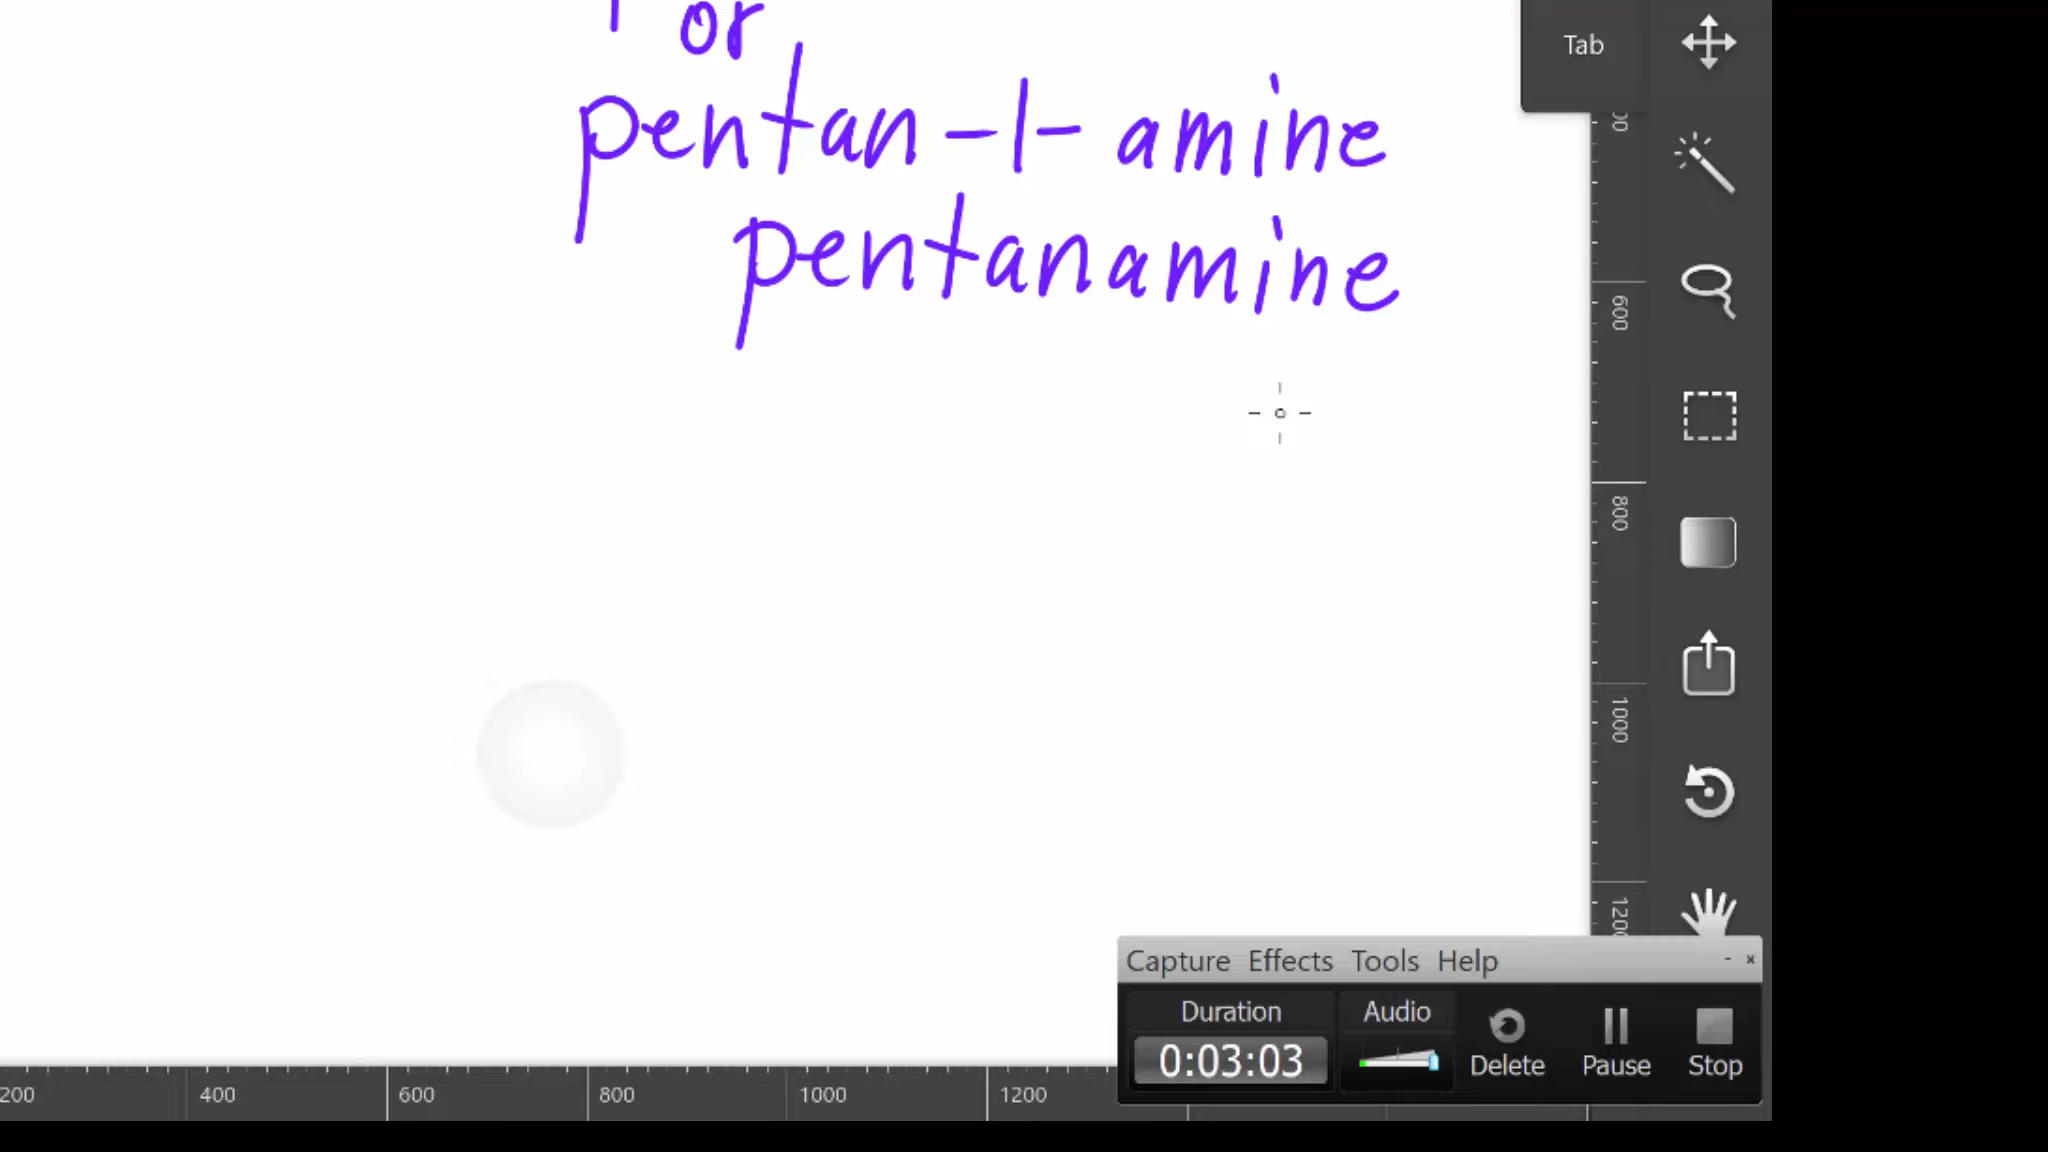 or
pentan-1-amine
pentanamine
Tab
600
800
1000
Capture Effects Tools Help
Duration
Audio
0:03:03
Delete
Pause
Stop
200
400
600
800
1000
1200